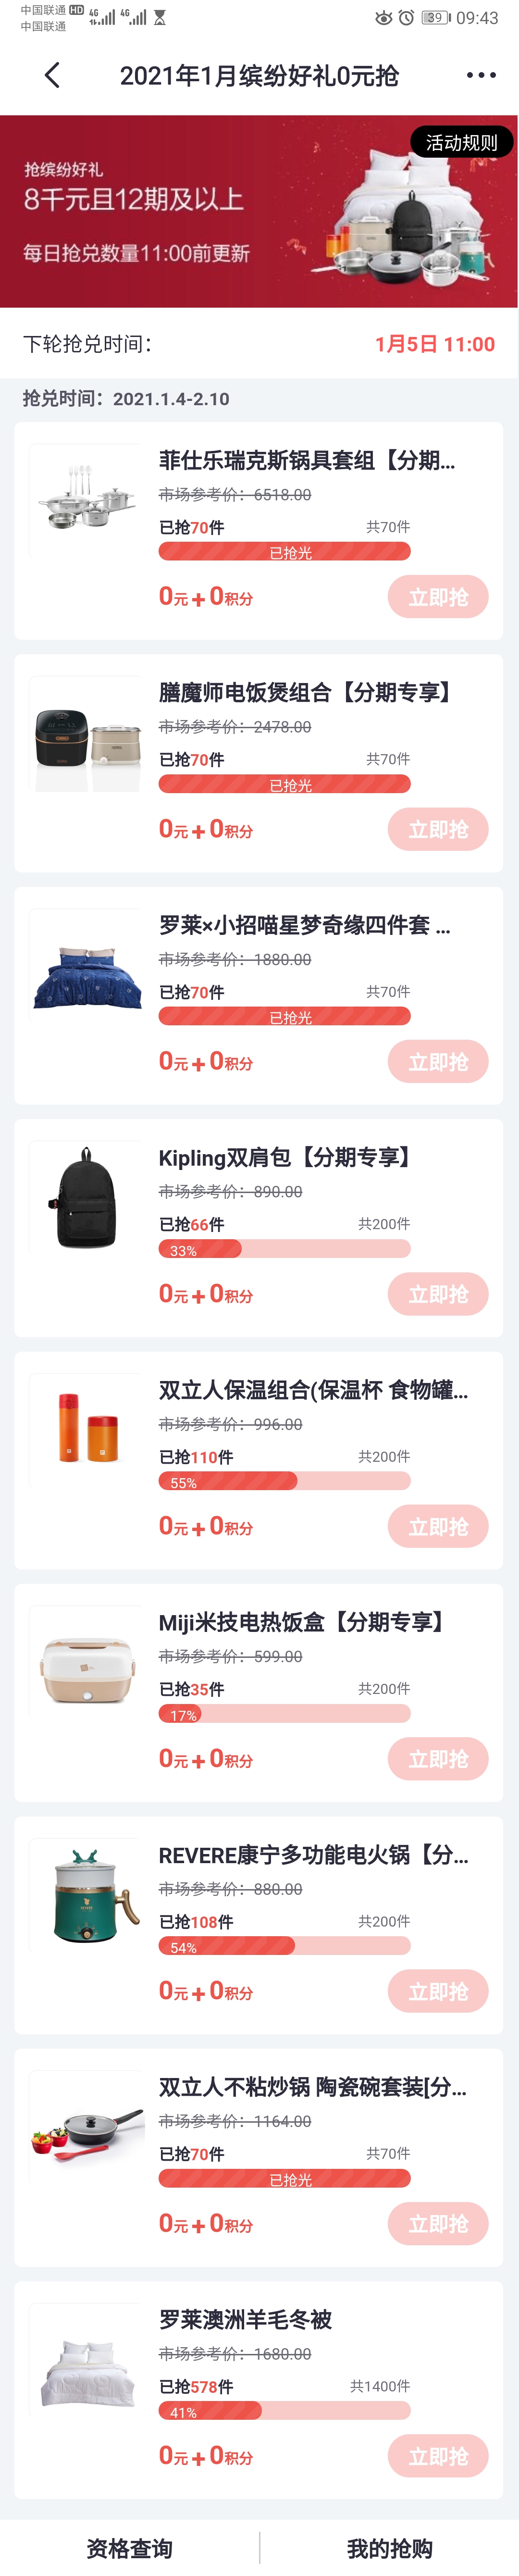 中国联通 HD 4G 4G 39 09:43
中国联通
2021年1月缤纷好礼0元抢
活动规则
抢缤纷好礼
8千元且12期及以上
每日抢兑数量11:00前更新
下轮抢兑时间： 1月5日 11:00
抢兑时间：2021.1.4-2.10
菲仕乐瑞克斯锅具套组【分期...
市场参考价：6518.00
已抢70件 共70件
已抢光
0元+0积分 立即抢
膳魔师电饭煲组合【分期专享】
市场参考价：2478.00
已抢70件 共70件
已抢光
0元+0积分 立即抢
罗莱×小招喵星梦奇缘四件套 ...
市场参考价：1880.00
已抢70件 共70件
已抢光
0元+0积分 立即抢
Kipling双肩包【分期专享】
市场参考价：890.00
已抢66件 共200件
33%
0元+0积分 立即抢
双立人保温组合(保温杯 食物罐...
市场参考价：996.00
已抢110件 共200件
55%
0元+0积分 立即抢
Miji米技电热饭盒【分期专享】
市场参考价：599.00
已抢35件 共200件
17%
0元+0积分 立即抢
REVERE康宁多功能电火锅【分...
市场参考价：880.00
已抢108件 共200件
54%
0元+0积分 立即抢
双立人不粘炒锅 陶瓷碗套装[分...
市场参考价：1164.00
已抢70件 共70件
已抢光
0元+0积分 立即抢
罗莱澳洲羊毛冬被
市场参考价：1680.00
已抢578件 共1400件
41%
0元+0积分 立即抢
资格查询 我的抢购